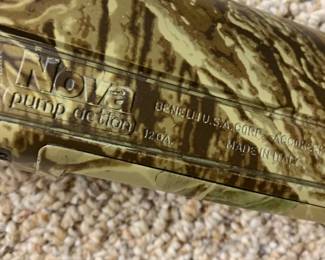 Nova
pump action 12GA.
BENELLI U.S.A. CORP - ACCOKEEK
MADE IN ITALY